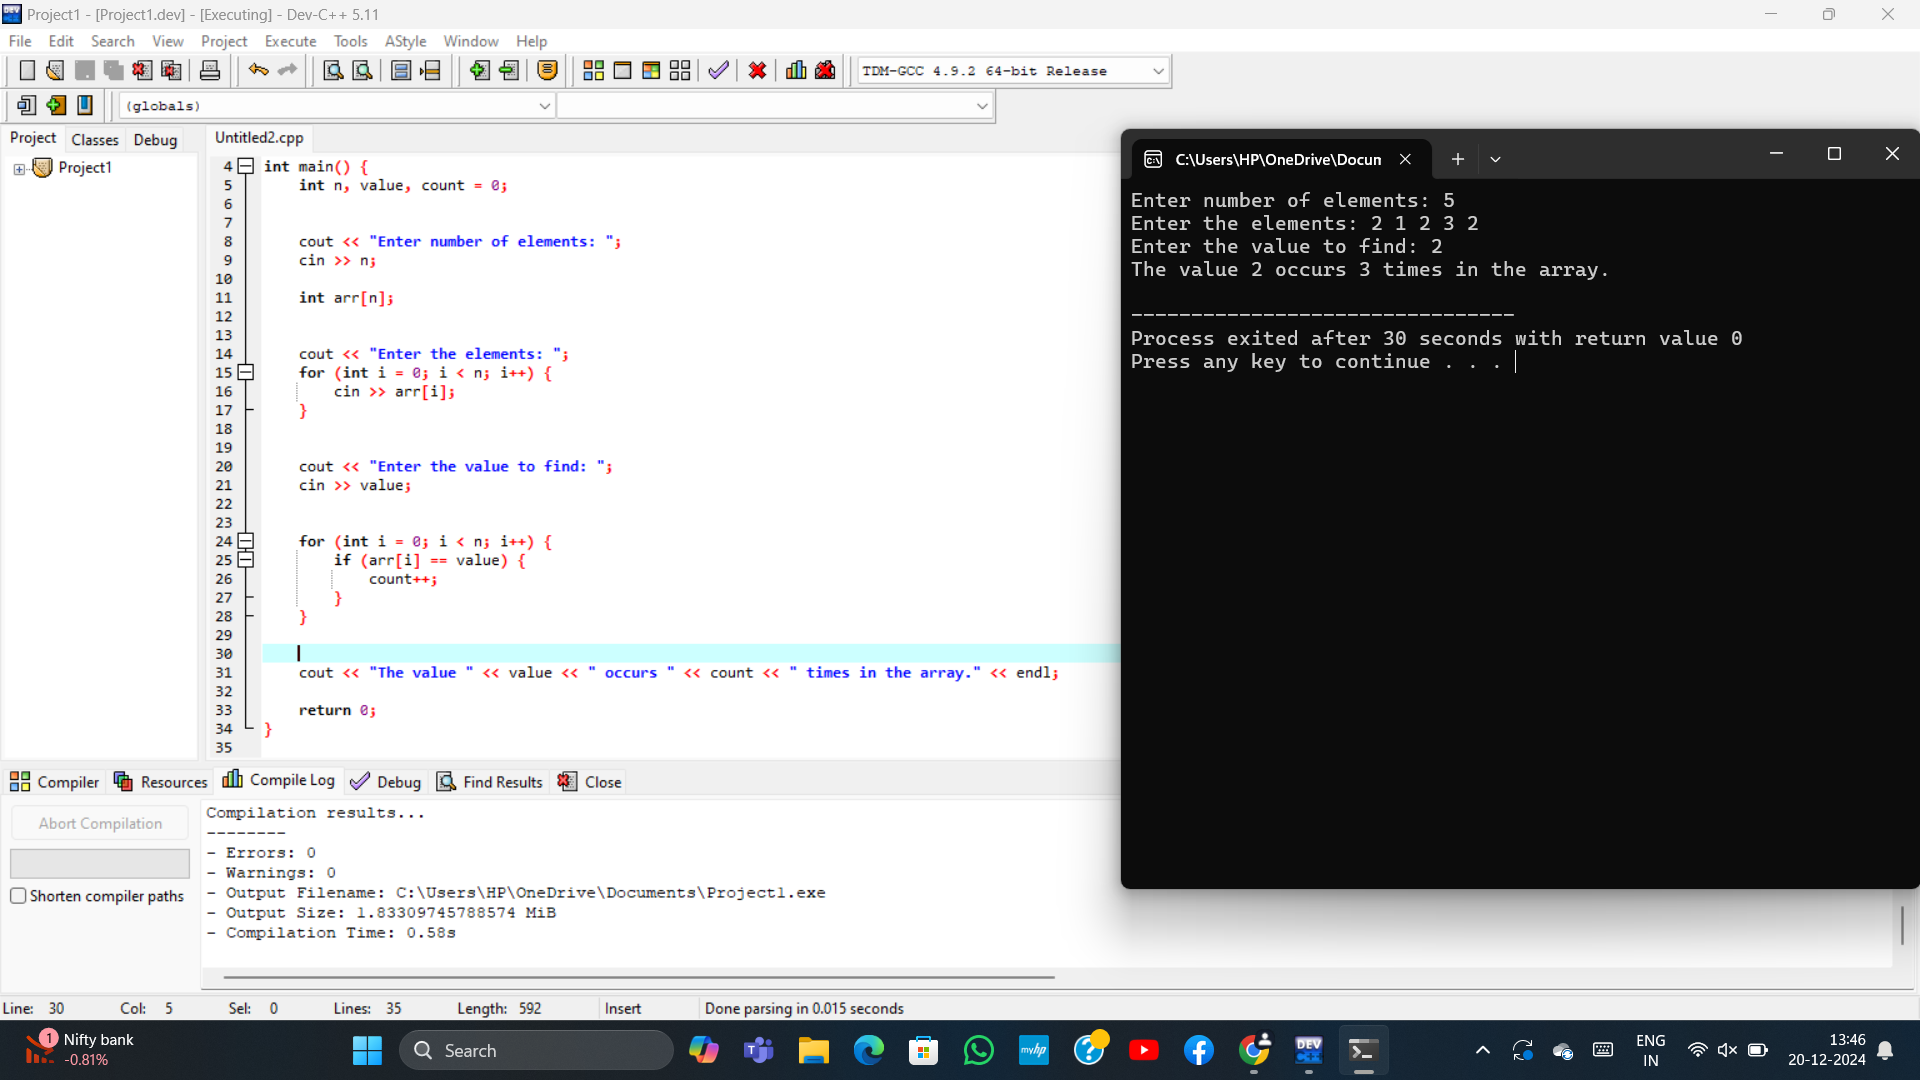 Project1 - [Project1.dev] - [Executing] - Dev-C++ 5.11
File Edit Search View Project Execute Tools AStyle Window Help
TDM-GCC 4.9.2 64-bit Release
(globals)
Project Classes Debug
Project1
Untitled2.cpp
4 int main() {
5 int n, value, count = 0;
6
7
8 cout << "Enter number of elements: ";
9 cin >> n;
10
11 int arr[n];
12
13
14 cout << "Enter the elements: ";
15 for (int i = 0; i < n; i++) {
16 cin >> arr[i];
17 }
18
19
20 cout << "Enter the value to find: ";
21 cin >> value;
22
23
24 for (int i = 0; i < n; i++) {
25 if (arr[i] == value) {
26 count++;
27 }
28 }
29
30
31 cout << "The value " << value << " occurs " << count << " times in the array." << endl;
32
33 return 0;
34 }
35
C:\Users\HP\OneDrive\Docun
Enter number of elements: 5
Enter the elements: 2 1 2 3 2
Enter the value to find: 2
The value 2 occurs 3 times in the array.
--------------------------------
Process exited after 30 seconds with return value 0
Press any key to continue . . .
Compiler Resources Compile Log Debug Find Results Close
Abort Compilation
Shorten compiler paths
Compilation results...
--------
- Errors: 0
- Warnings: 0
- Output Filename: C:\Users\HP\OneDrive\Documents\Project1.exe
- Output Size: 1.83309745788574 MiB
- Compilation Time: 0.58s
Line: 30 Col: 5 Sel: 0 Lines: 35 Length: 592 Insert Done parsing in 0.015 seconds
1
Nifty bank
-0.81%
Search
myhp
DEV
ENG
IN
13:46
20-12-2024